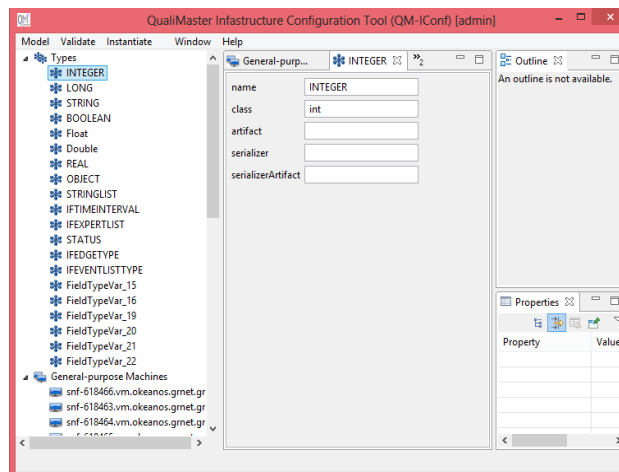 QM
QualiMaster Infastructure Configuration Tool (QM-IConf) [admin]
Model Validate Instantiate Window Help
Types
INTEGER
LONG
STRING
BOOLEAN
Float
Double
REAL
OBJECT
STRINGLIST
IFTIMEINTERVAL
IFEXPERTLIST
STATUS
IFEDGETYPE
IFEVENTLISTTYPE
FieldTypeVar_15
FieldTypeVar_16
FieldTypeVar_19
FieldTypeVar_20
FieldTypeVar_21
FieldTypeVar_22
General-purpose Machines
snf-618466.vm.okeanos.grnet.gr
snf-618463.vm.okeanos.grnet.gr
snf-618464.vm.okeanos.grnet.gr
General-purp... INTEGER »2
name INTEGER
class int
artifact
serializer
serializerArtifact
Outline
An outline is not available.
Properties
Property Value